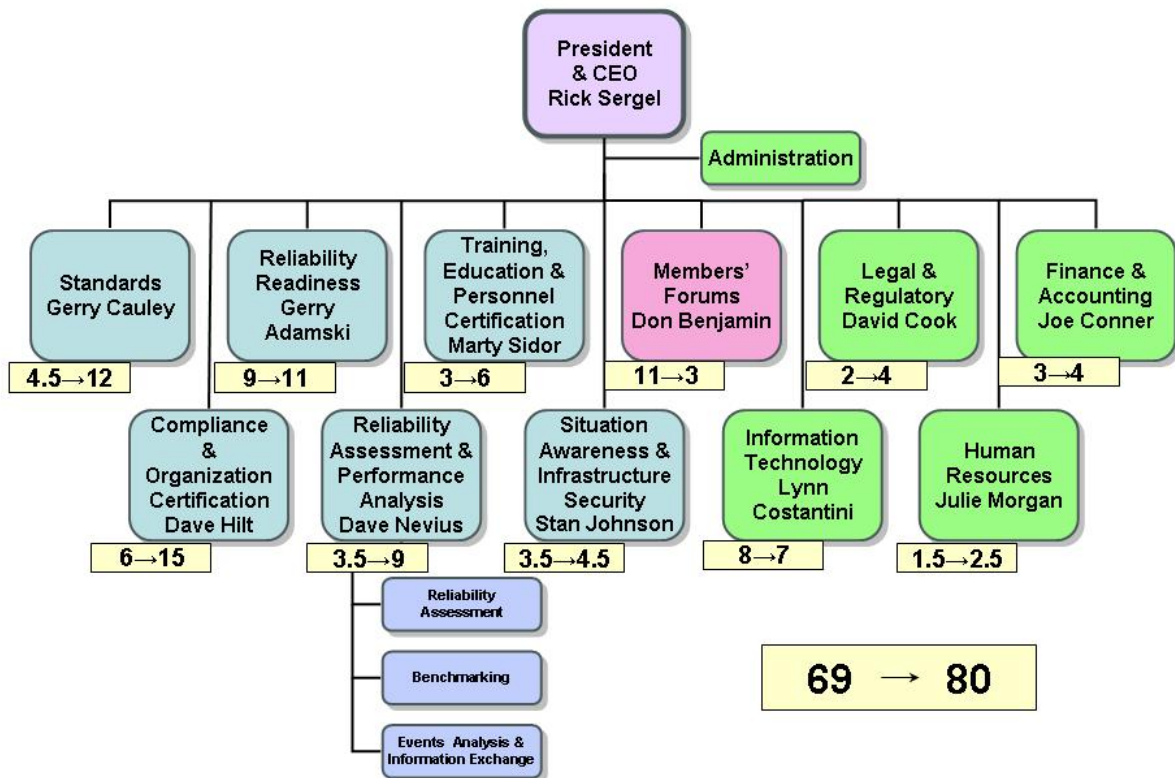 President
& CEO
Rick Sergel
Administration
Standards
Gerry Cauley
4.5→12
Reliability
Readiness
Gerry
Adamski
9→11
Training,
Education &
Personnel
Certification
Marty Sidor
3→6
Members’
Forums
Don Benjamin
11→3
Legal &
Regulatory
David Cook
2→4
Finance &
Accounting
Joe Conner
3→4
Compliance
&
Organization
Certification
Dave Hilt
6→15
Reliability
Assessment &
Performance
Analysis
Dave Nevius
3.5→9
Situation
Awareness &
Infrastructure
Security
Stan Johnson
3.5→4.5
Information
Technology
Lynn
Costantini
8→7
Human
Resources
Julie Morgan
1.5→2.5
Reliability
Assessment
Benchmarking
Events Analysis &
Information Exchange
69 → 80